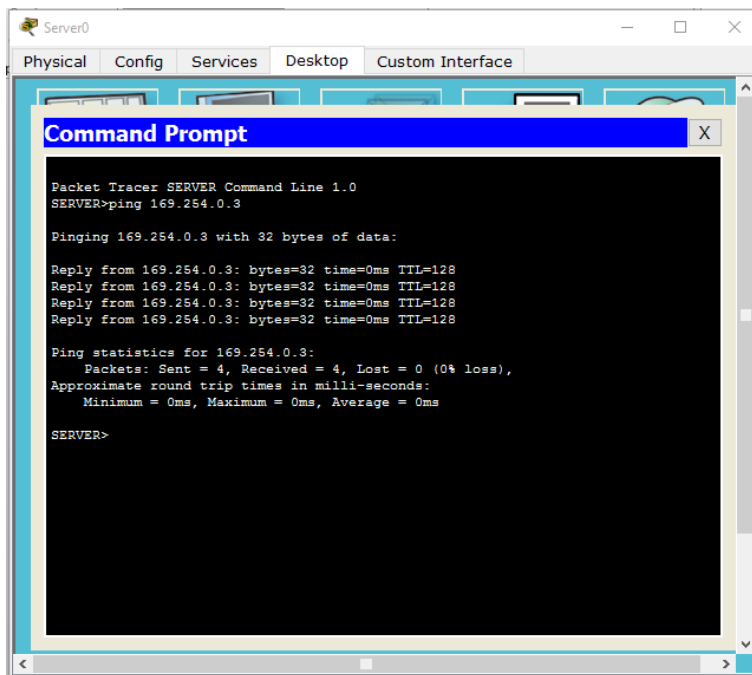 Server0
Physical Config Services Desktop Custom Interface
Command Prompt X
Packet Tracer SERVER Command Line 1.0
SERVER>ping 169.254.0.3
Pinging 169.254.0.3 with 32 bytes of data:
Reply from 169.254.0.3: bytes=32 time=0ms TTL=128
Reply from 169.254.0.3: bytes=32 time=0ms TTL=128
Reply from 169.254.0.3: bytes=32 time=0ms TTL=128
Reply from 169.254.0.3: bytes=32 time=0ms TTL=128
Ping statistics for 169.254.0.3:
    Packets: Sent = 4, Received = 4, Lost = 0 (0% loss),
Approximate round trip times in milli-seconds:
    Minimum = 0ms, Maximum = 0ms, Average = 0ms
SERVER>